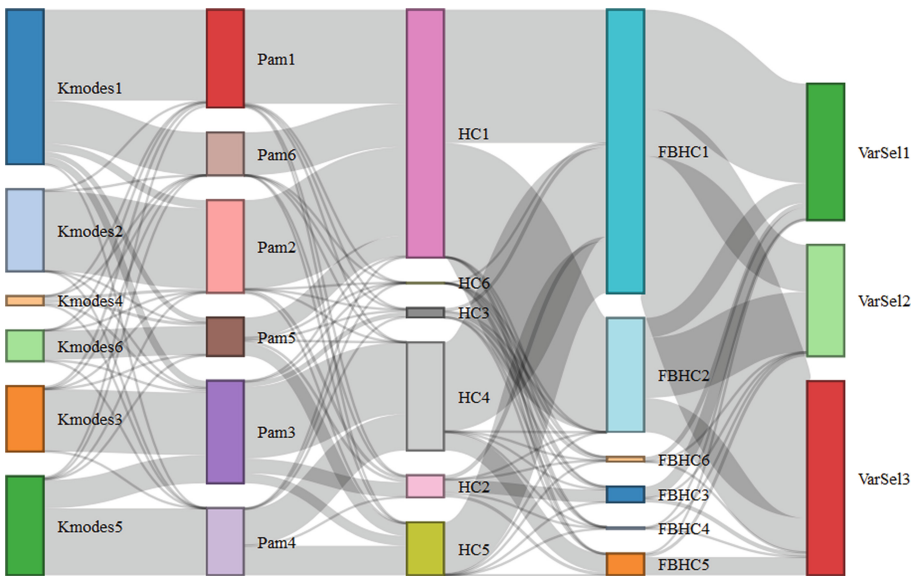 Kmodes1
Kmodes2
Kmodes4
Kmodes6
Kmodes3
Kmodes5
Pam1
Pam6
Pam2
Pam5
Pam3
Pam4
HC1
HC6
HC3
HC4
HC2
HC5
FBHC1
FBHC2
FBHC6
FBHC3
FBHC4
FBHC5
VarSel1
VarSel2
VarSel3